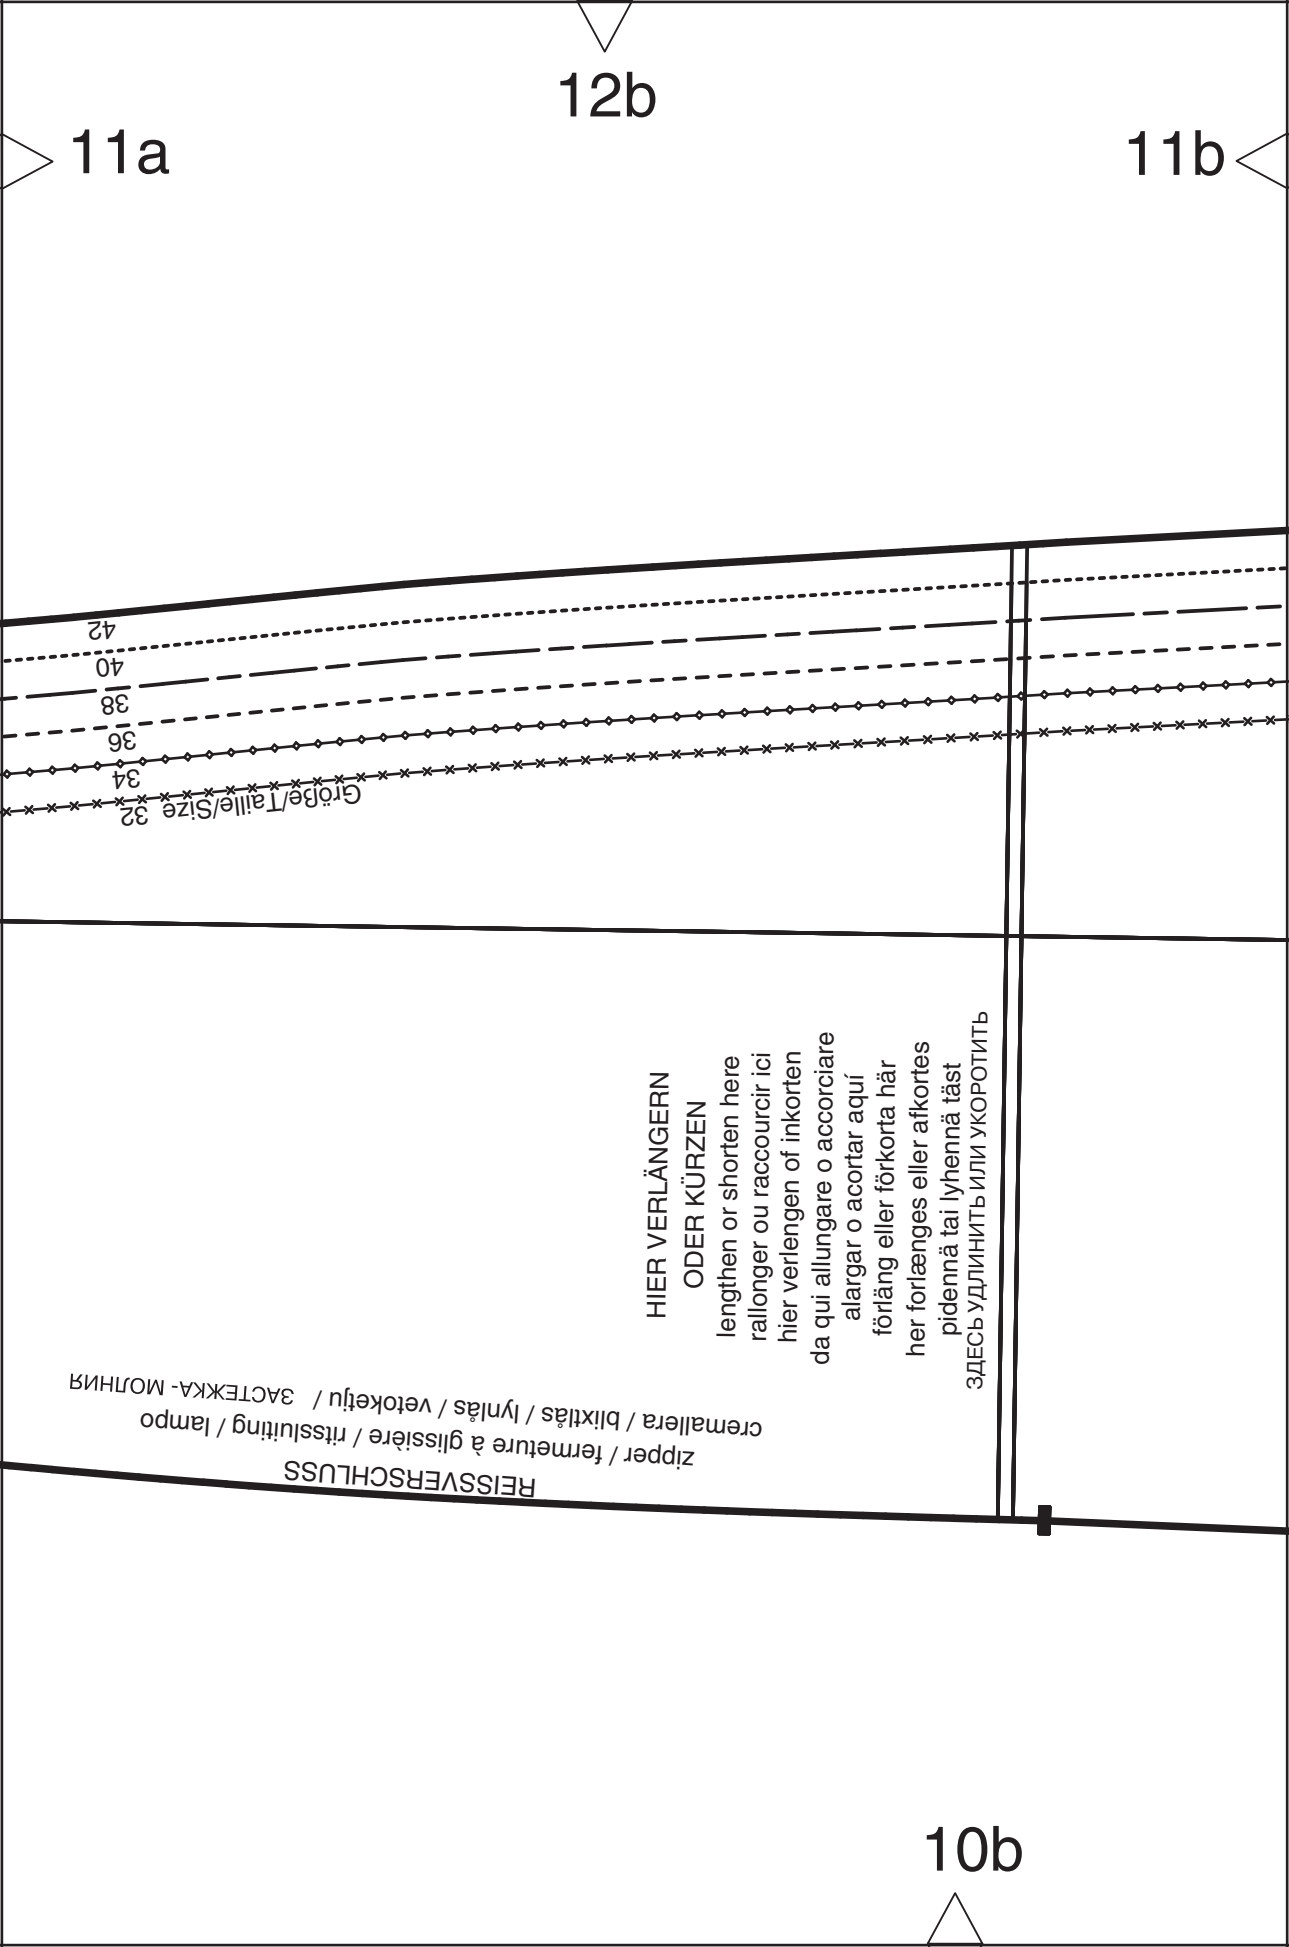 12b
11a
11b
42
40
38
36
34
Größe/Taille/Size 32
HIER VERLÄNGERN
ODER KÜRZEN
lengthen or shorten here
rallonger ou raccourcir ici
hier verlengen of inkorten
da qui allungare o accorciare
alargar o acortar aquí
förläng eller förkorta här
her forlænges eller afkortes
pidennä tai lyhennä täst
ЗДЕСЬ УДЛИНИТЬ ИЛИ УКОРОТИТЬ
REISSVERSCHLUSS
zipper / fermeture à glissière / ritssluiting / lampo
cremallera / blixtlås / lynlås / vetoketju / ЗАСТЕЖКА- МОЛНИЯ
10b